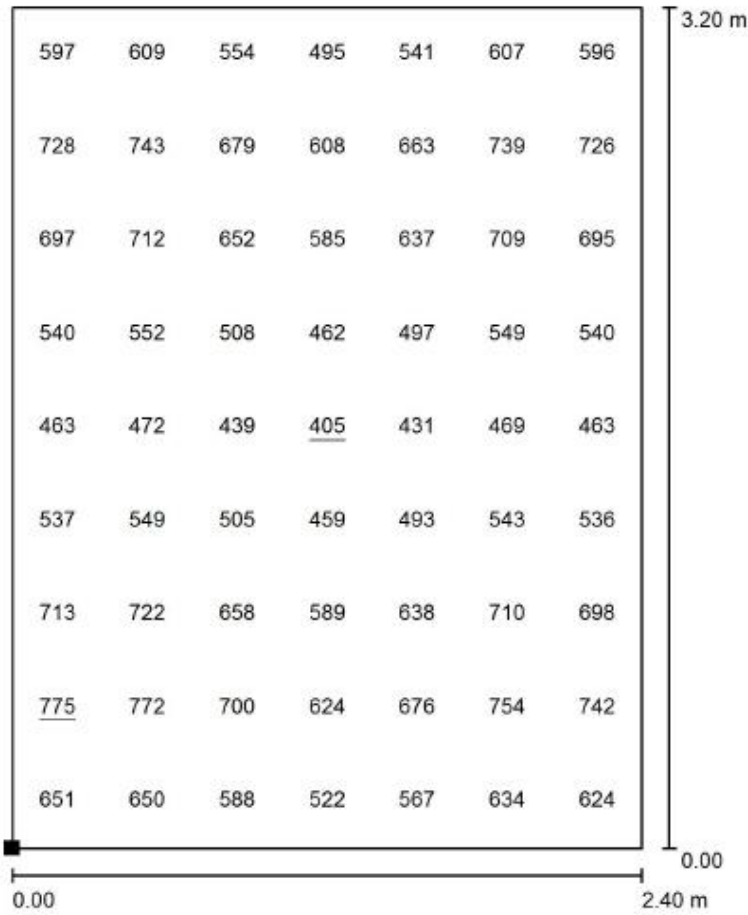 3.20 m
597 609 554 495 541 607 596
728 743 679 608 663 739 726
697 712 652 585 637 709 695
540 552 508 462 497 549 540
463 472 439 405 431 469 463
537 549 505 459 493 543 536
713 722 658 589 638 710 698
775 772 700 624 676 754 742
651 650 588 522 567 634 624
0.00
0.00 2.40 m